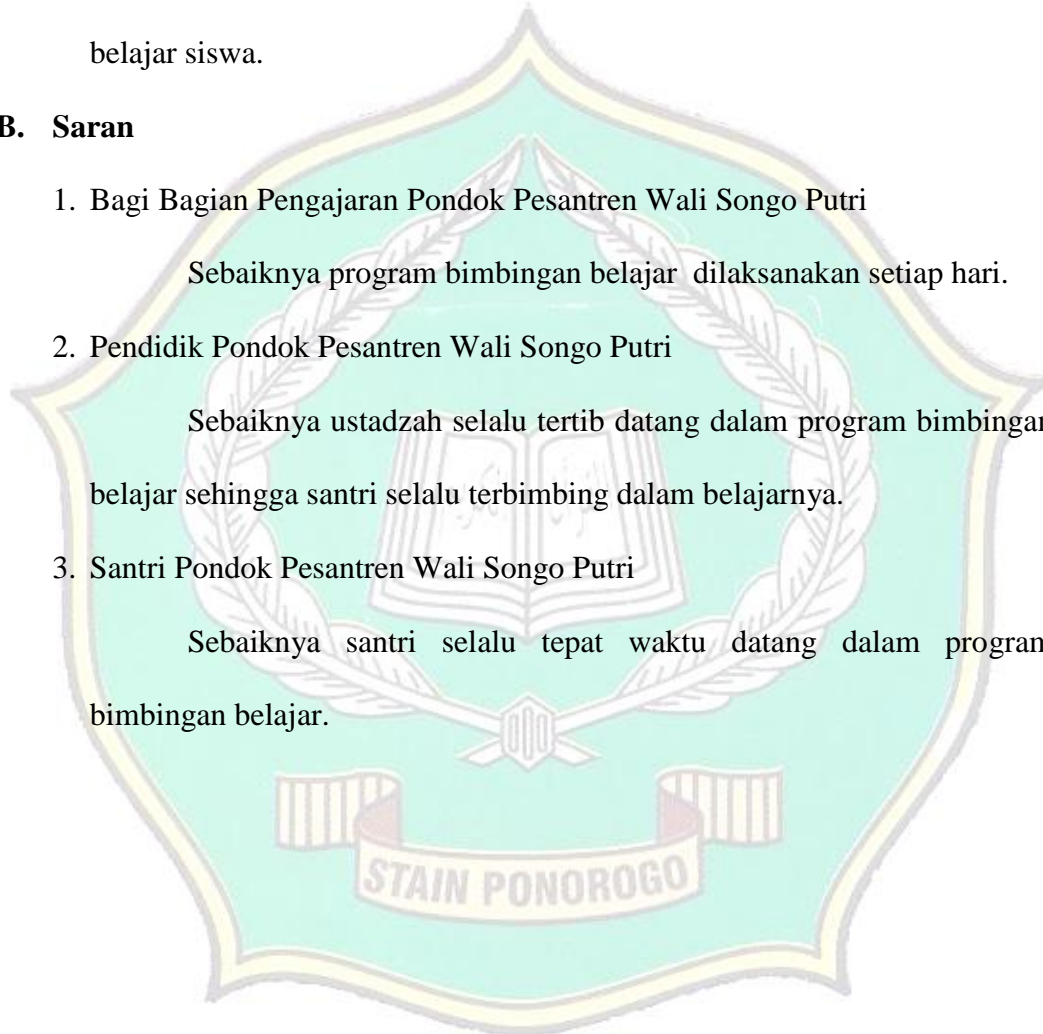 belajar siswa.
B. Saran
1. Bagi Bagian Pengajaran Pondok Pesantren Wali Songo Putri
Sebaiknya program bimbingan belajar dilaksanakan setiap hari.
2. Pendidik Pondok Pesantren Wali Songo Putri
Sebaiknya ustadzah selalu tertib datang dalam program bimbingan
belajar sehingga santri selalu terbimbing dalam belajarnya.
3. Santri Pondok Pesantren Wali Songo Putri
Sebaiknya santri selalu tepat waktu datang dalam program
bimbingan belajar.
STAIN PONOROGO